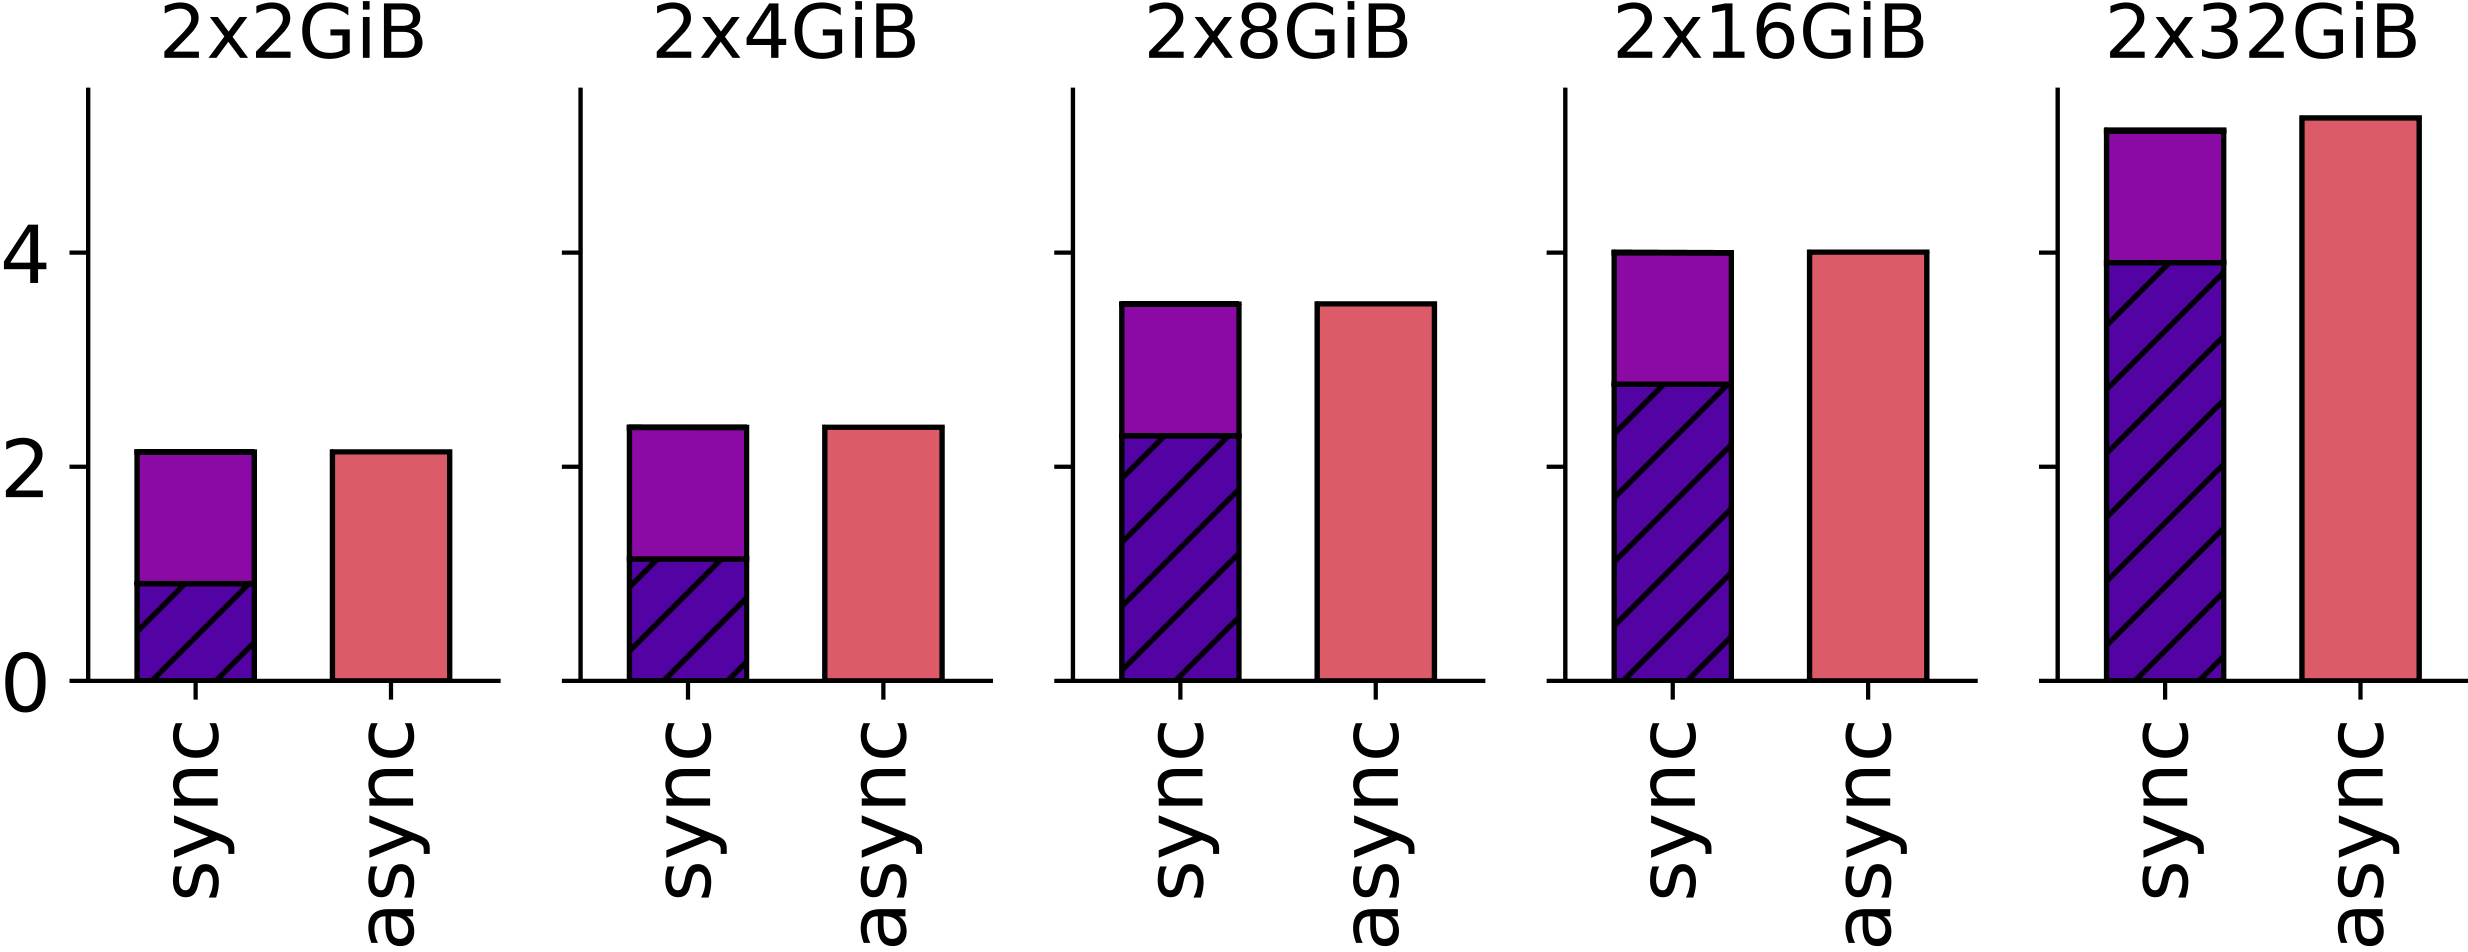 2x2GiB
2x4GiB
2x8GiB
2x16GiB
2x32GiB
4
2
0
sync
async
sync
async
sync
async
sync
async
sync
async